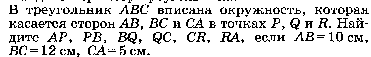 В треугольник ABC вписана окружность, которая
касается сторон AB, BC и CA в точках P, Q и R. Най-
дите AP, PB, BQ, QC, CR, RA, если AB=10 см,
BC=12 см, CA=5 см.